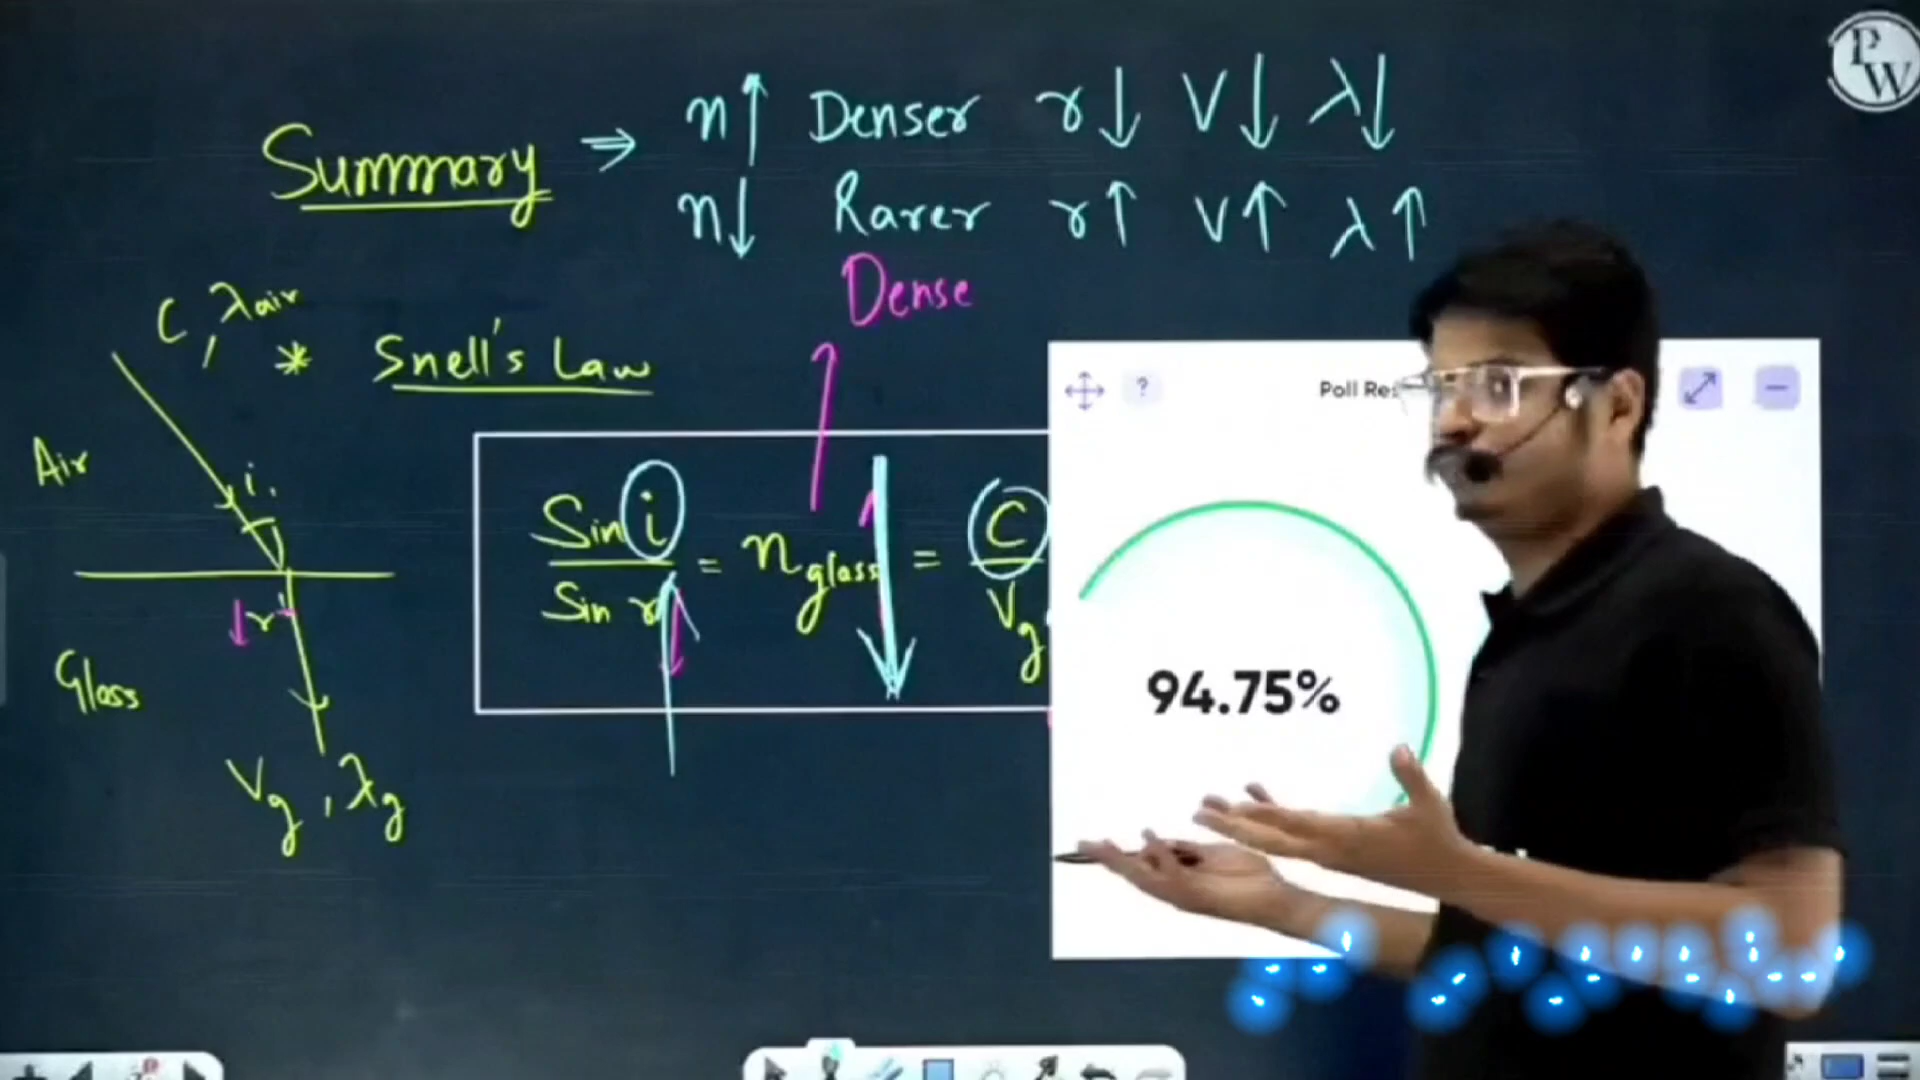 PW
n↑ Denser r↓ V↓ λ↓
Summary ⇒
n↓ Rarer r↑ V↑ λ↑
Dense
C, λair
* Snell's Law
Poll Res
?
Air
i
Sin i / Sin r = n glass = C / Vg
r
Glass
94.75%
Vg, λg